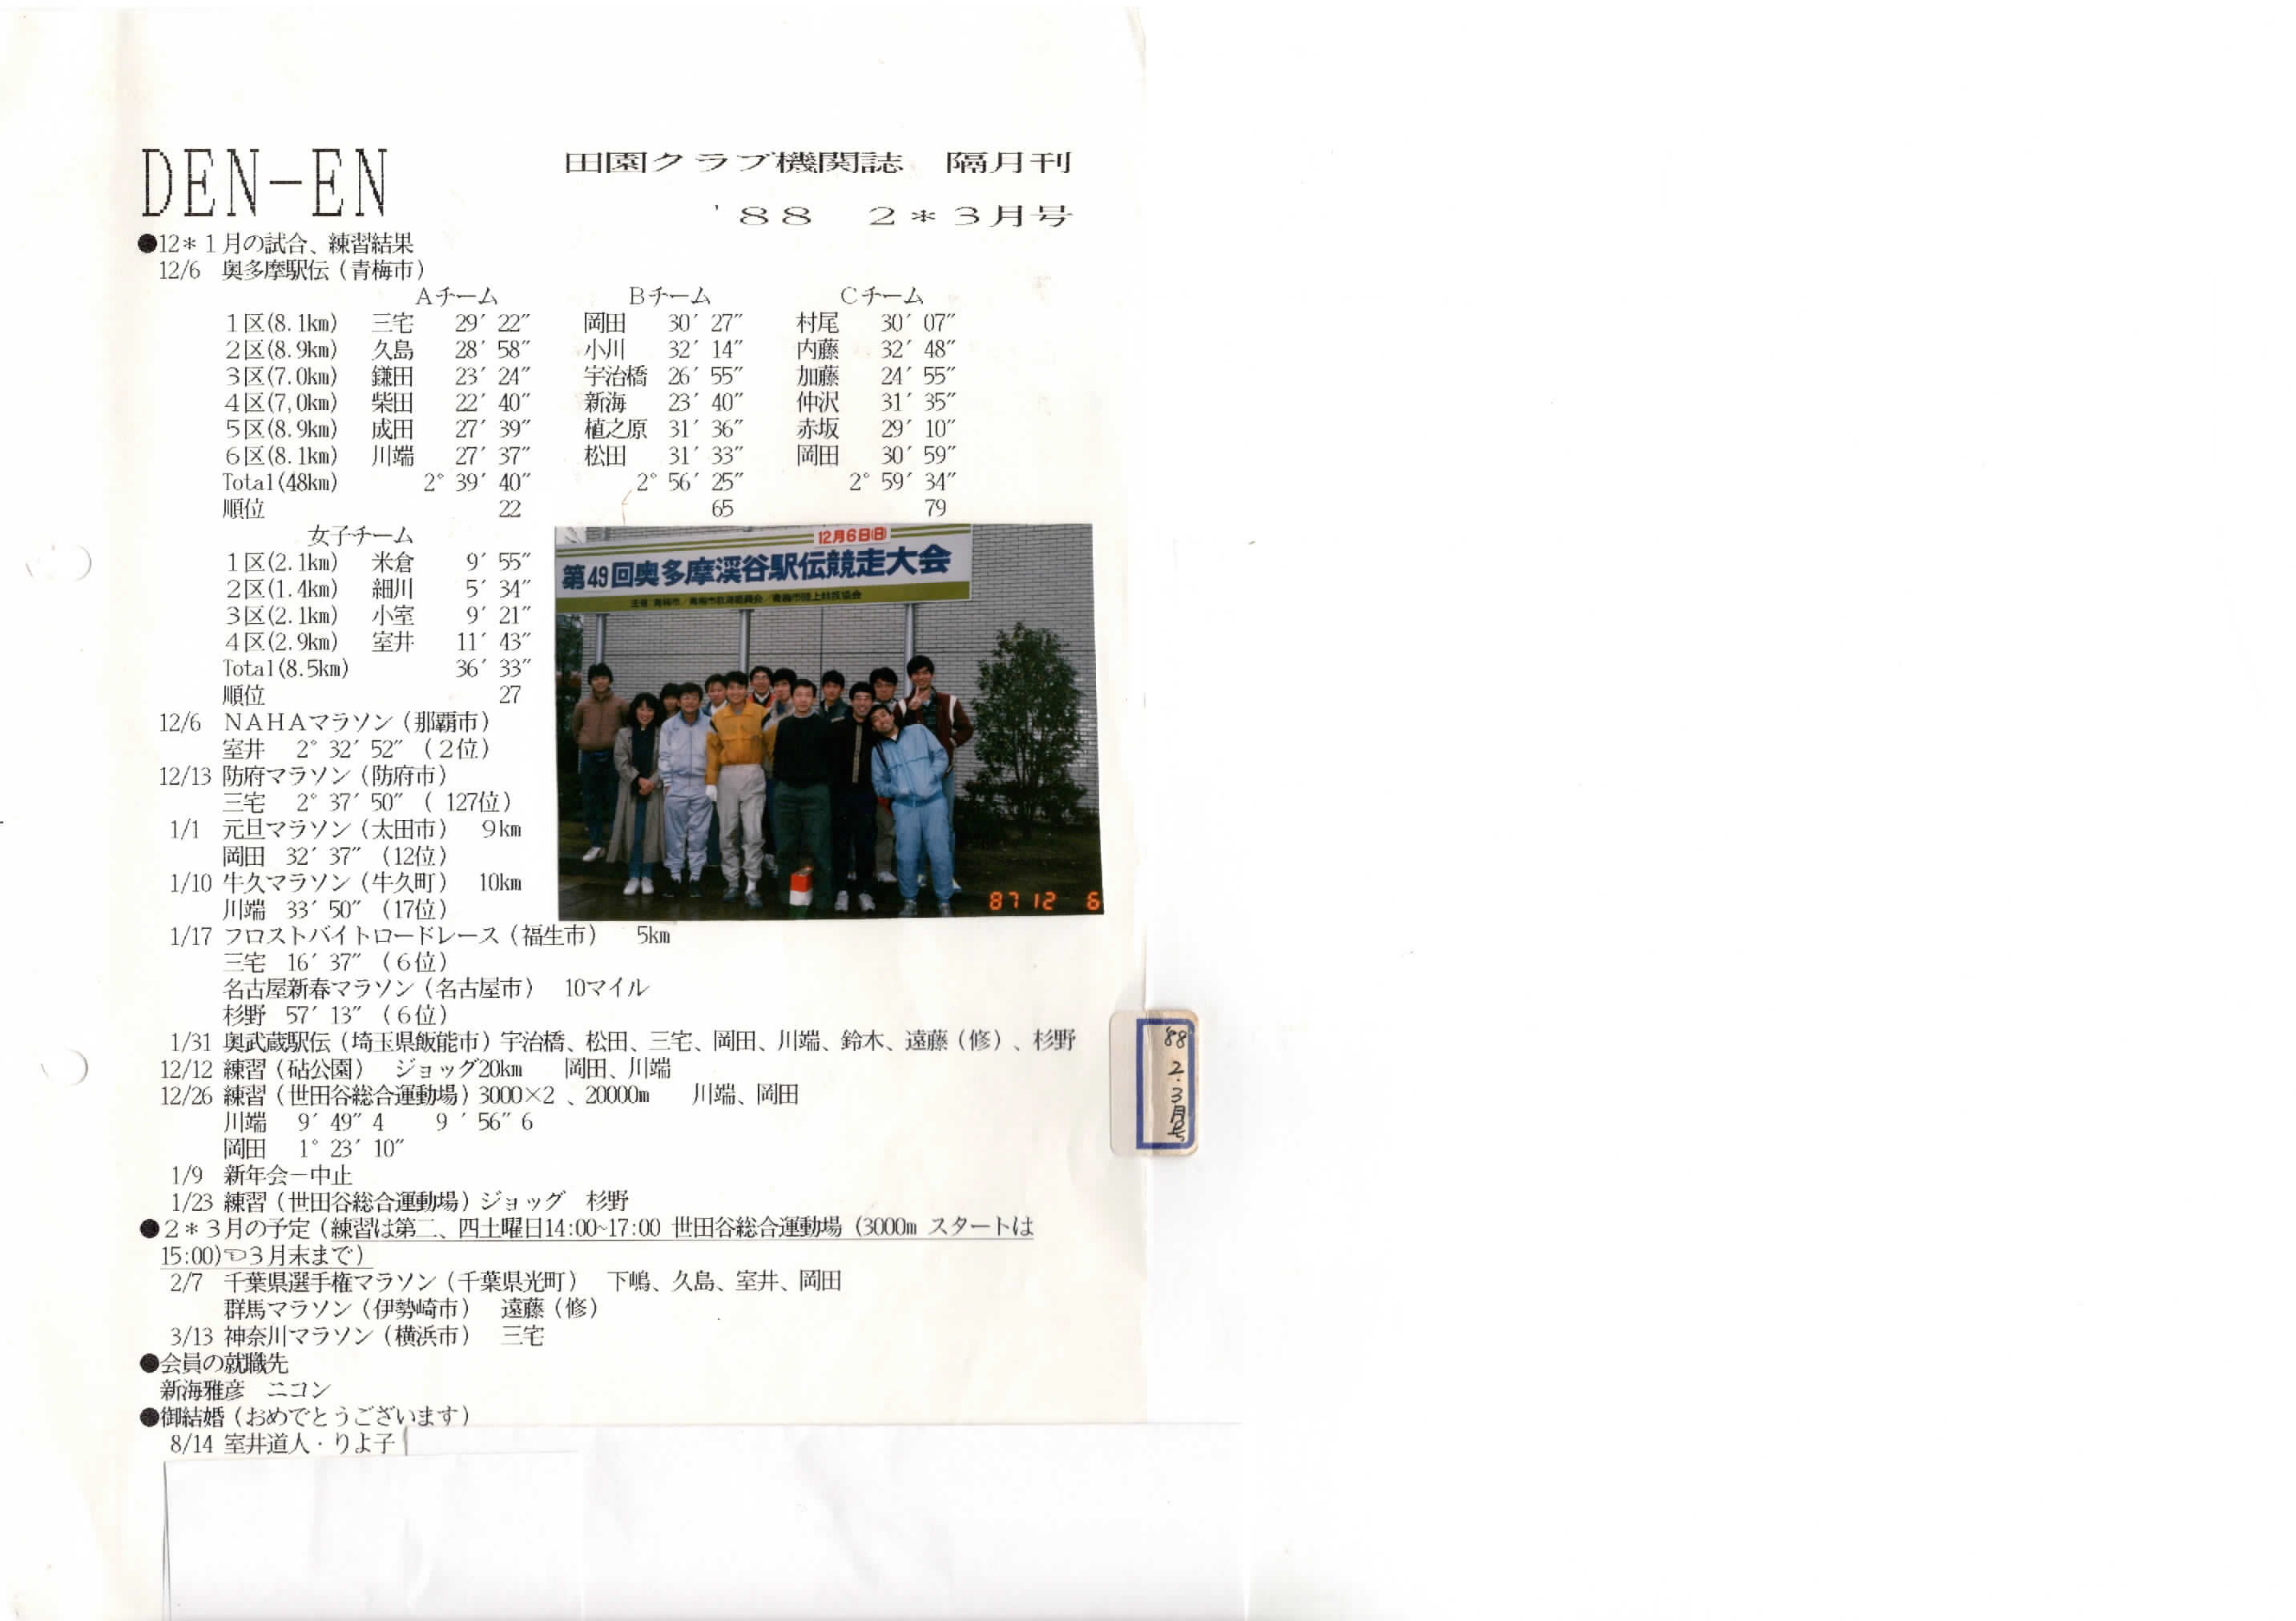 DEN-EN
田園クラブ機関誌　隔月刊
'88　2＊3月号
●12＊1月の試合、練習結果
12/6　奥多摩駅伝（青梅市）
Aチーム　Bチーム　Cチーム
1区(8.1km)　三宅　29′22″　岡田　30′27″　村尾　30′07″
2区(8.9km)　久島　28′58″　小川　32′14″　内藤　32′48″
3区(7.0km)　鎌田　23′24″　宇治橋　26′55″　加藤　24′55″
4区(7,0km)　柴田　22′40″　新海　23′40″　仲沢　31′35″
5区(8.9km)　成田　27′39″　植之原　31′36″　赤坂　29′10″
6区(8.1km)　川端　27′37″　松田　31′33″　岡田　30′59″
Total(48km)　2°39′40″　2°56′25″　2°59′34″
順位　22　65　79
女子チーム
1区(2.1km)　米倉　9′55″
2区(1.4km)　細川　5′34″
3区(2.1km)　小室　9′21″
4区(2.9km)　室井　11′43″
Total(8.5km)　36′33″
順位　27
12月6日(日)
第49回奥多摩渓谷駅伝競走大会
主催 青梅市／青梅市教育委員会／青梅市陸上競技協会
87 12 6
12/6　NAHAマラソン（那覇市）
室井　2°32′52″（2位）
12/13 防府マラソン（防府市）
三宅　2°37′50″（ 127位）
1/1　元旦マラソン（太田市）　9km
岡田　32′37″（12位）
1/10 牛久マラソン（牛久町）　10km
川端　33′50″（17位）
1/17 フロストバイトロードレース（福生市）　5km
三宅　16′37″（6位）
名古屋新春マラソン（名古屋市）　10マイル
杉野　57′13″（6位）
1/31 奥武蔵駅伝（埼玉県飯能市）宇治橋、松田、三宅、岡田、川端、鈴木、遠藤（修）、杉野
12/12 練習（砧公園）　ジョッグ20km　岡田、川端
12/26 練習（世田谷総合運動場）3000×2 、20000m　川端、岡田
川端　9′49″4　9′56″6
岡田　1°23′10″
1/9　新年会－中止
1/23 練習（世田谷総合運動場）ジョッグ　杉野
●2＊3月の予定（練習は第二、四土曜日14:00~17:00 世田谷総合運動場（3000m スタートは
15:00)☜3月末まで）
2/7　千葉県選手権マラソン（千葉県光町）　下嶋、久島、室井、岡田
群馬マラソン（伊勢崎市）　遠藤（修）
3/13 神奈川マラソン（横浜市）　三宅
●会員の就職先
新海雅彦　ニコン
●御結婚（おめでとうございます）
8/14 室井道人・りよ子
'88
2.3月号